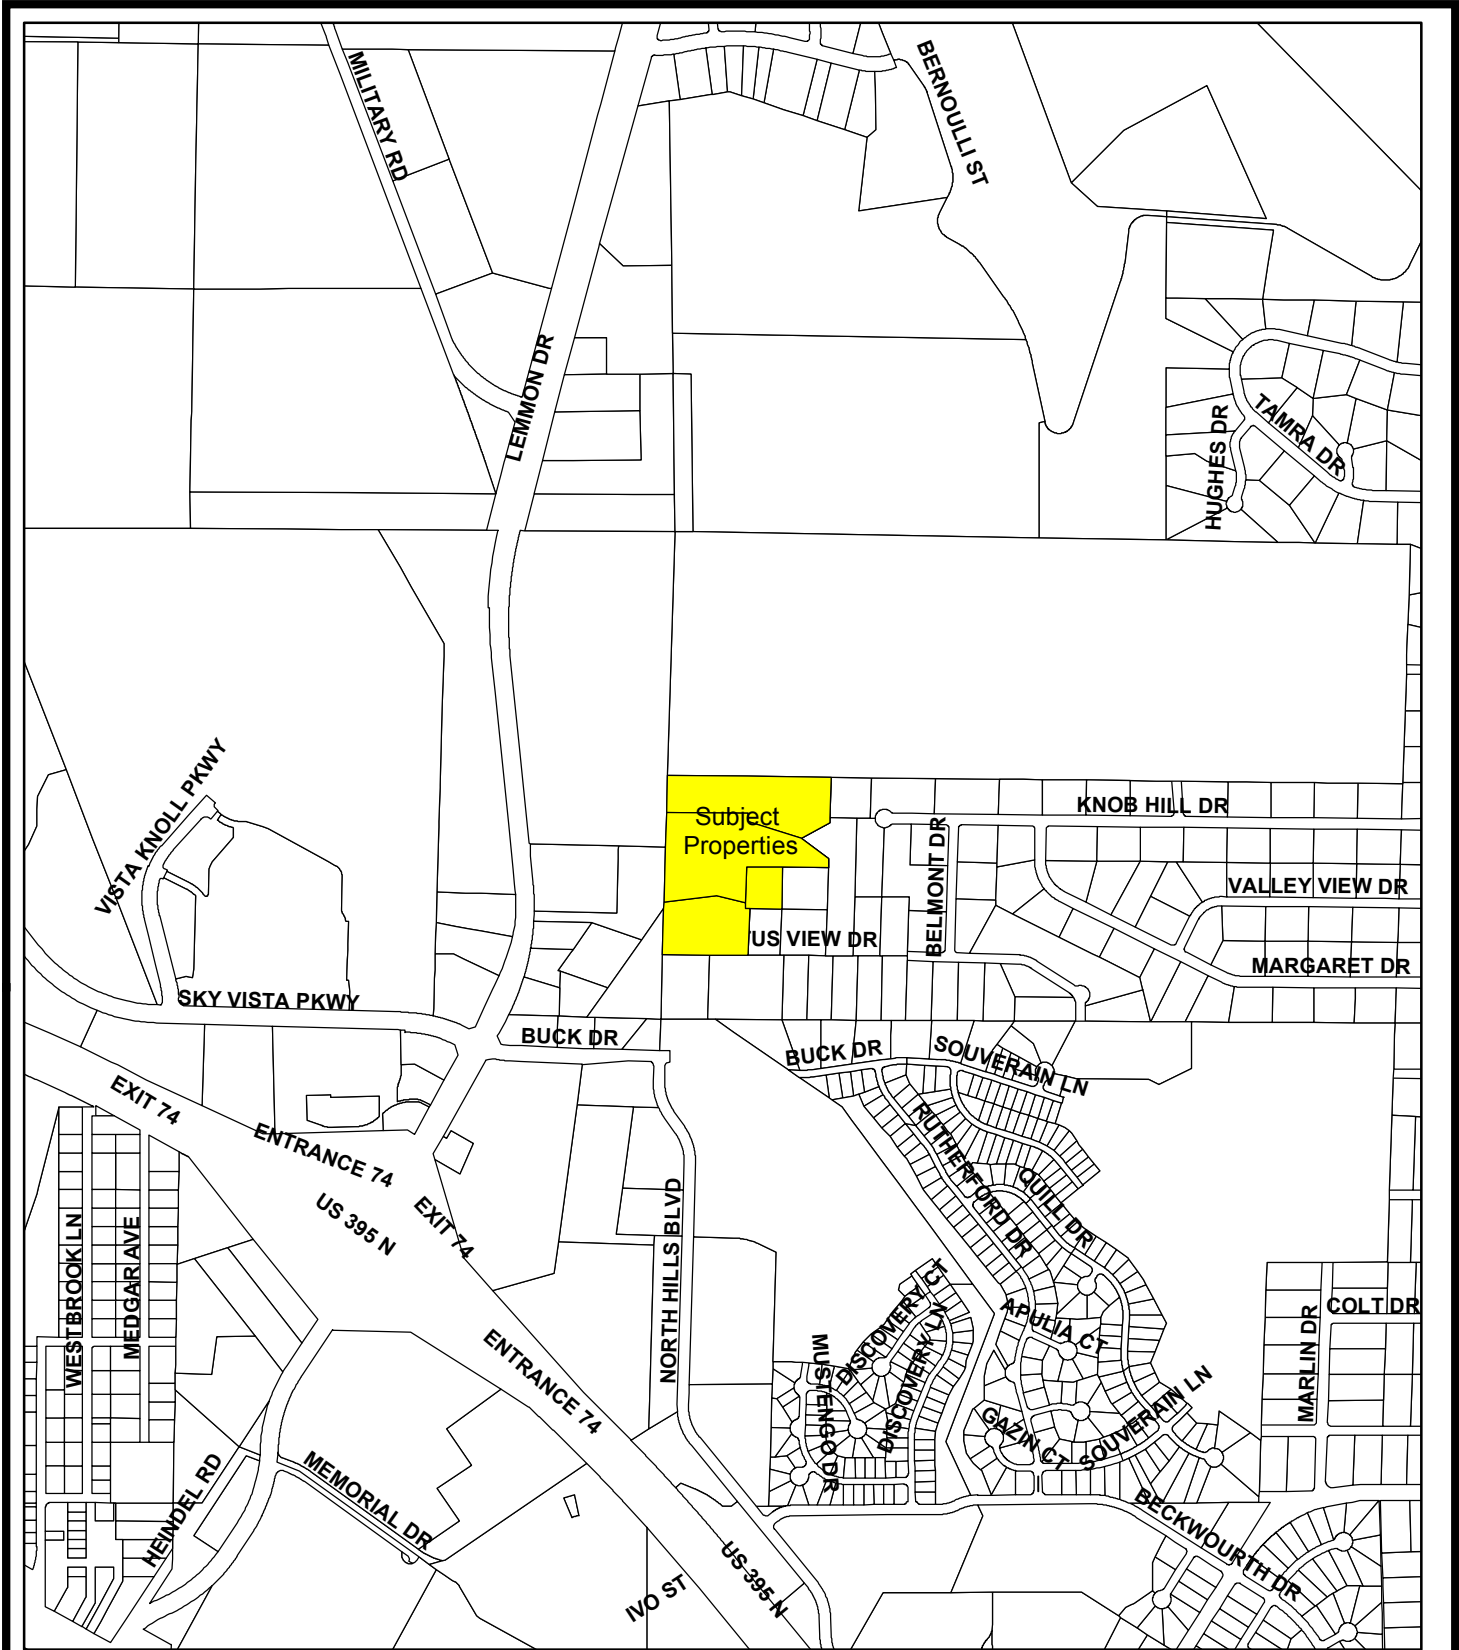 BERNOULLI ST
MILITARY RD
LEMMON DR
TAMRA DR
HUGHES DR
VISTA KNOLL PKWY
Subject
Properties
KNOB HILL DR
BELMONT DR
VALLEY VIEW DR
US VIEW DR
MARGARET DR
SKY VISTA PKWY
BUCK DR
BUCK DR
SOUVERAIN LN
EXIT 74
ENTRANCE 74
RUTHERFORD DR
QUILL DR
US 395 N
EXIT 74
NORTH HILLS BLVD
WESTBROOK LN
MEDGAR AVE
DISCOVERY CT
DISCOVERY LN
APULIA CT
COLT DR
MARLIN DR
ENTRANCE 74
MUSTENGO DR
GAZIN CT
SOUVERAIN LN
HEINDEL RD
MEMORIAL DR
BECKWOURTH DR
US 395 N
IVO ST